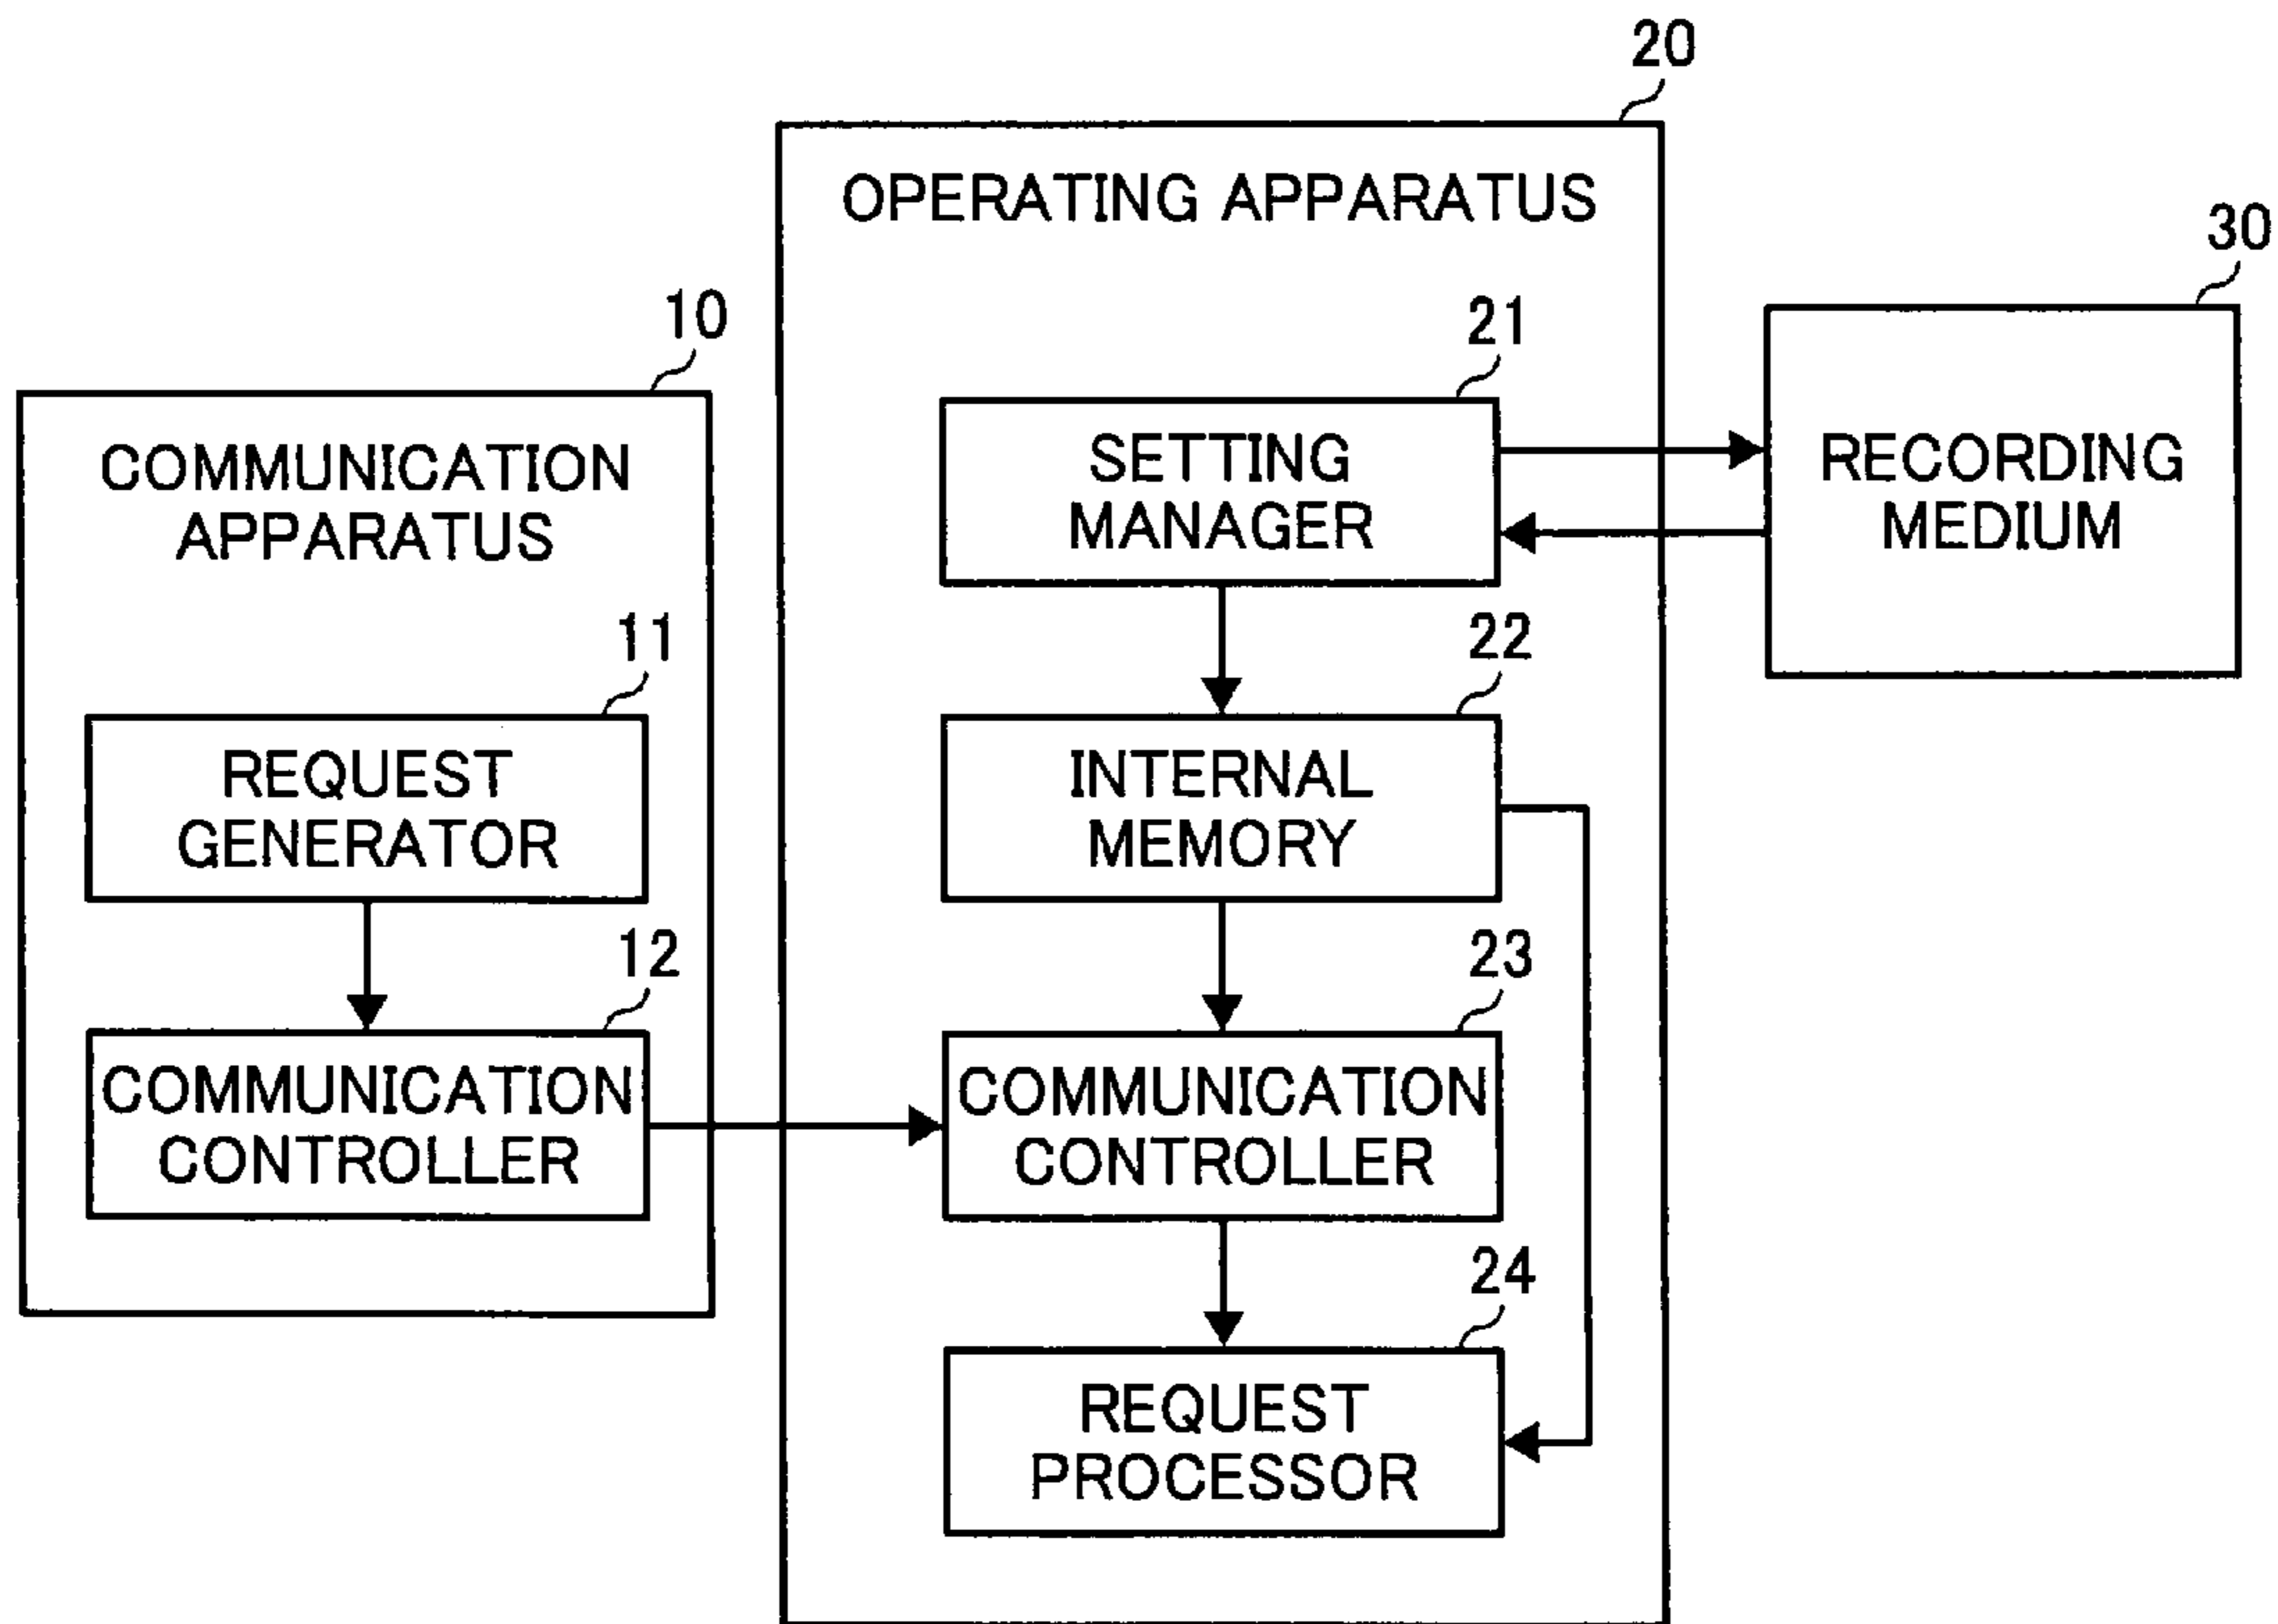 10
COMMUNICATION
APPARATUS
11
REQUEST
GENERATOR
12
COMMUNICATION
CONTROLLER
20
OPERATING APPARATUS
21
SETTING
MANAGER
22
INTERNAL
MEMORY
23
COMMUNICATION
CONTROLLER
24
REQUEST
PROCESSOR
30
RECORDING
MEDIUM